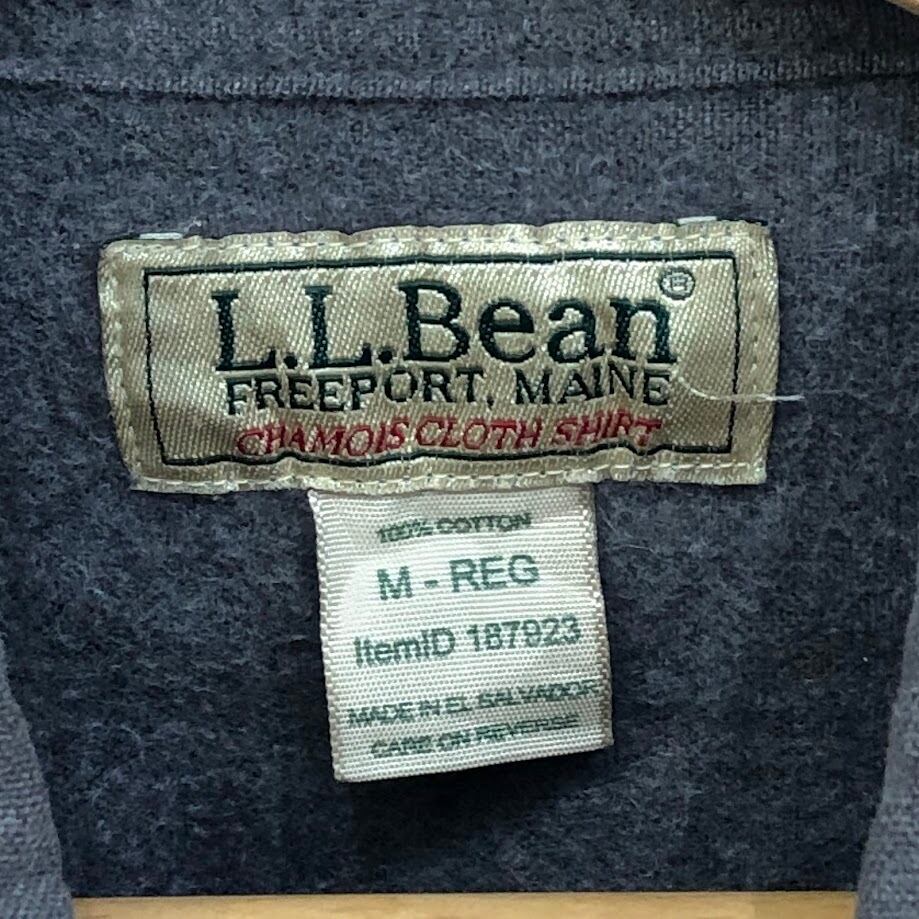 L.L.Bean®
FREEPORT, MAINE
CHAMOIS CLOTH SHIRT
100% COTTON
M - REG
ItemID 187923
MADE IN EL SALVADOR
CARE ON REVERSE